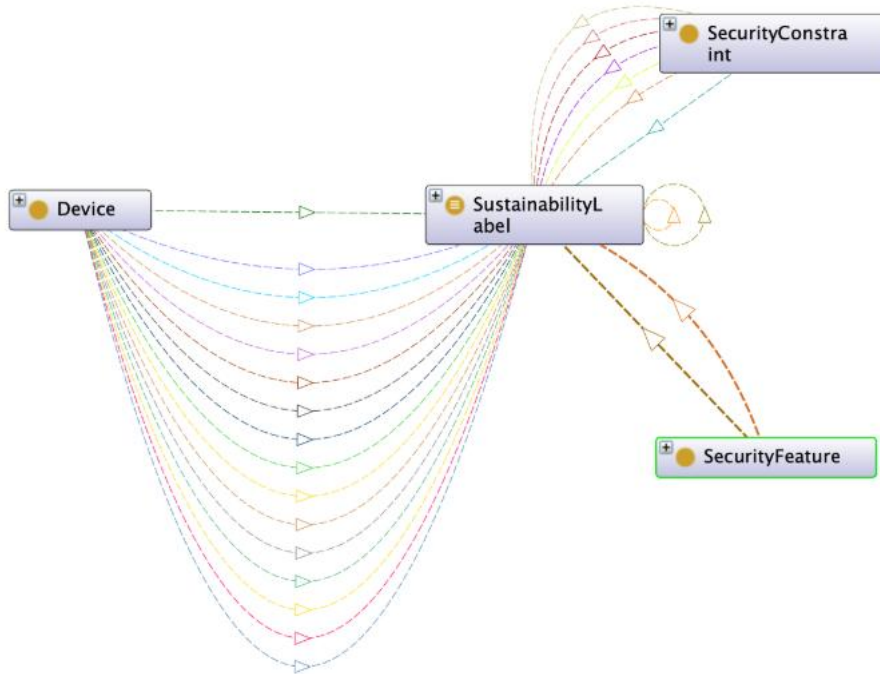 SecurityConstra
int
Device
SustainabilityL
abel
SecurityFeature